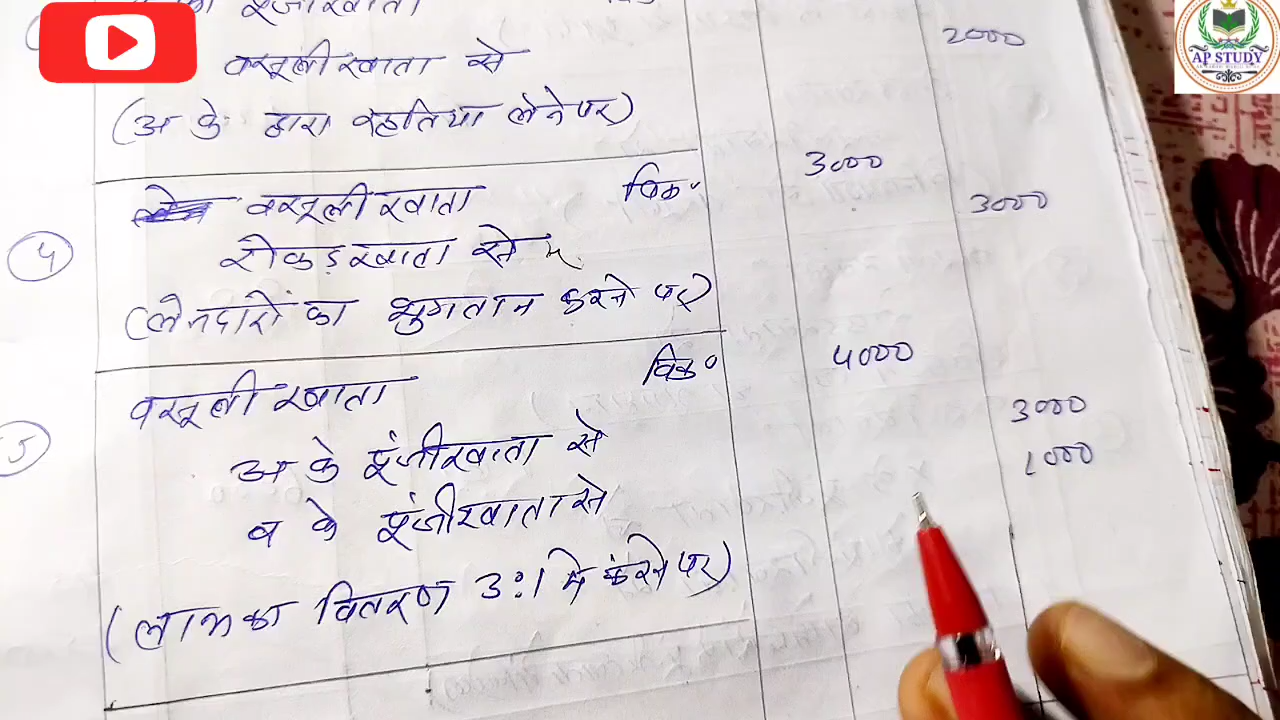 पूंजीखाता
2000
वसूली खाता से
AP STUDY
(अ के द्वारा बहतिया लेने पर)
वसूली खाता विक॰ 3000
4 रोकड़ खाता से 3000
(लेनदारों का भुगतान करने पर)
वसूली खाता विक॰ 4000
5 अ के पूंजीखाता से 3000
ब के पूंजीखाता से 1000
(लाभ का वितरण 3:1 मे करने पर)